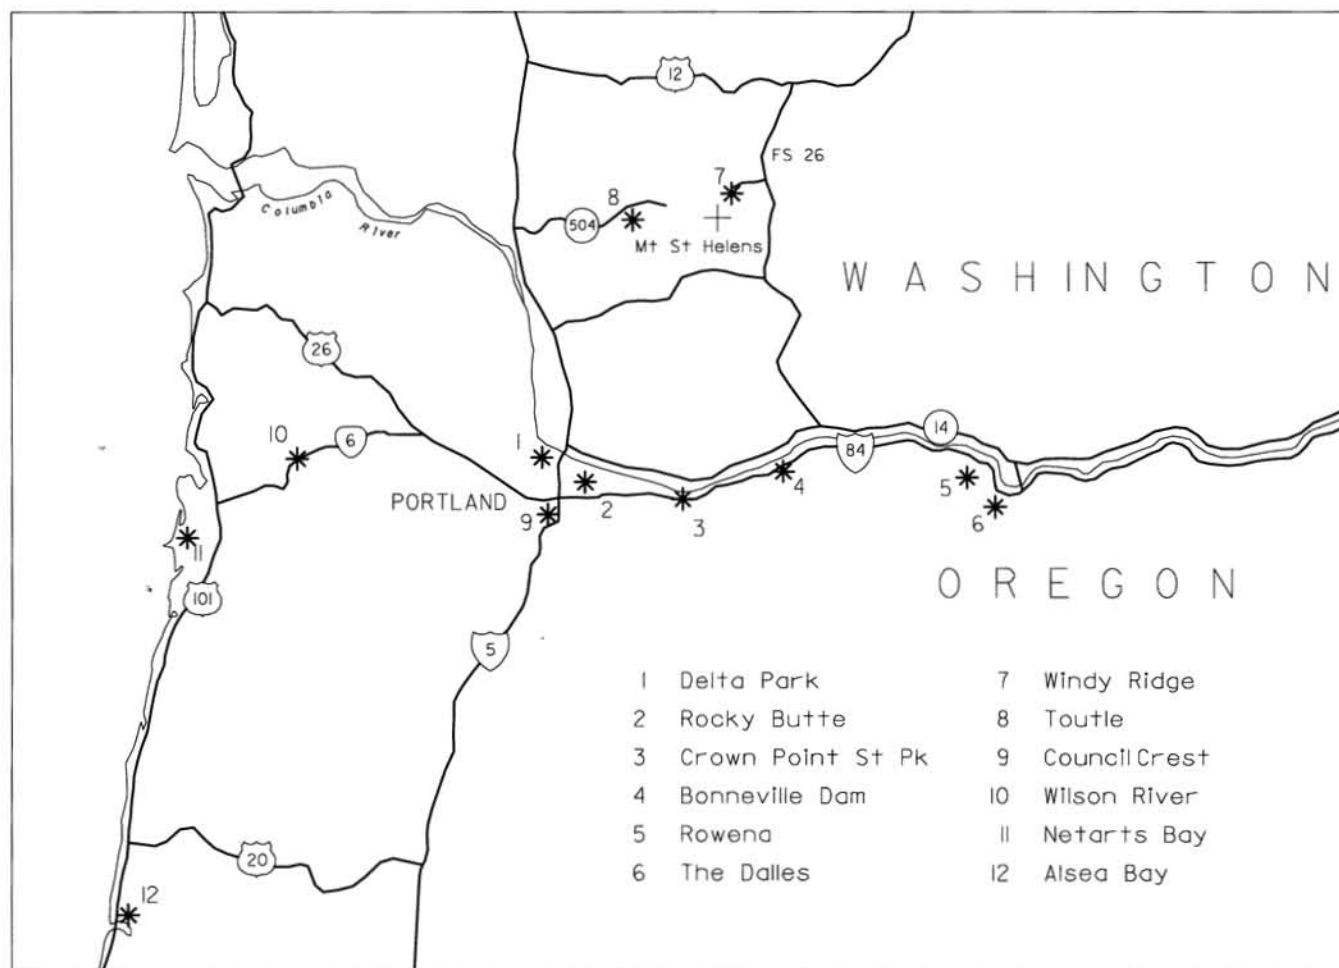 12
FS 26
7
8
504
Columbia
River
Mt St Helens
WASHINGTON
26
10
6
1
14
84
PORTLAND
9
2
3
4
5
6
11
101
OREGON
5
1 Delta Park
2 Rocky Butte
3 Crown Point St Pk
4 Bonneville Dam
5 Rowena
6 The Dalles
7 Windy Ridge
8 Toutle
9 Council Crest
10 Wilson River
11 Netarts Bay
12 Alsea Bay
20
12